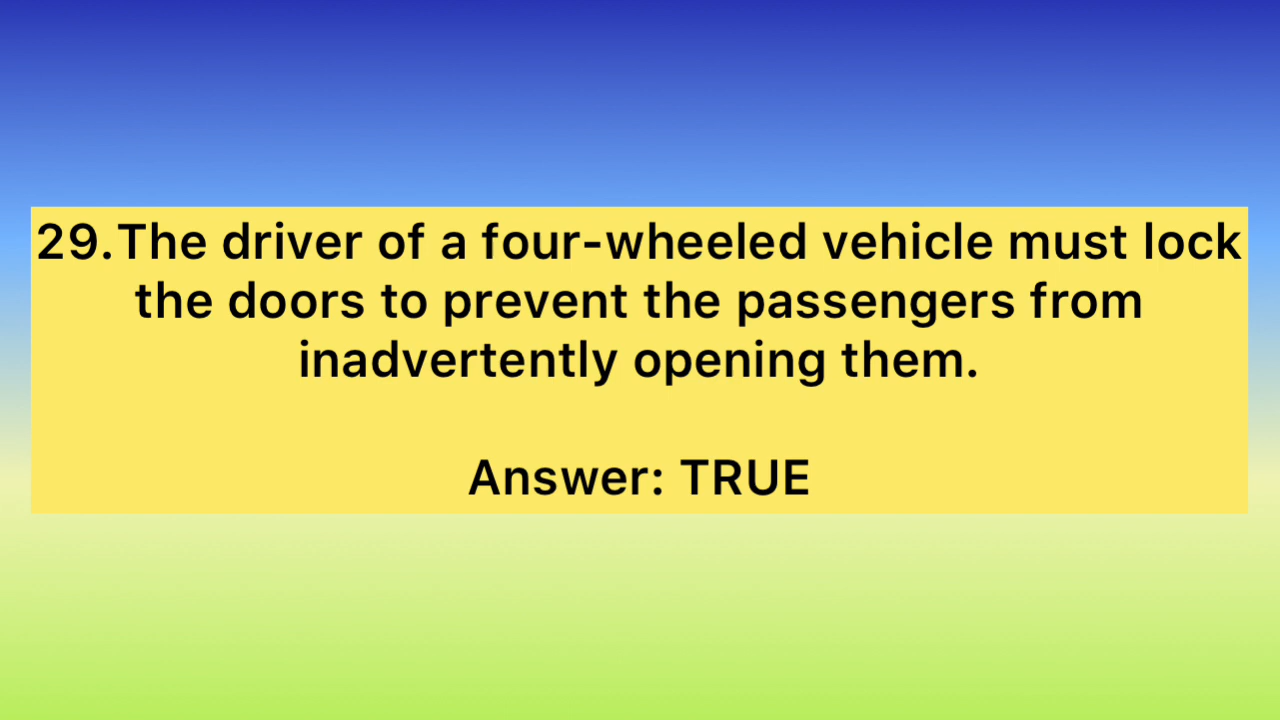 29.The driver of a four-wheeled vehicle must lock
the doors to prevent the passengers from
inadvertently opening them.
Answer: TRUE